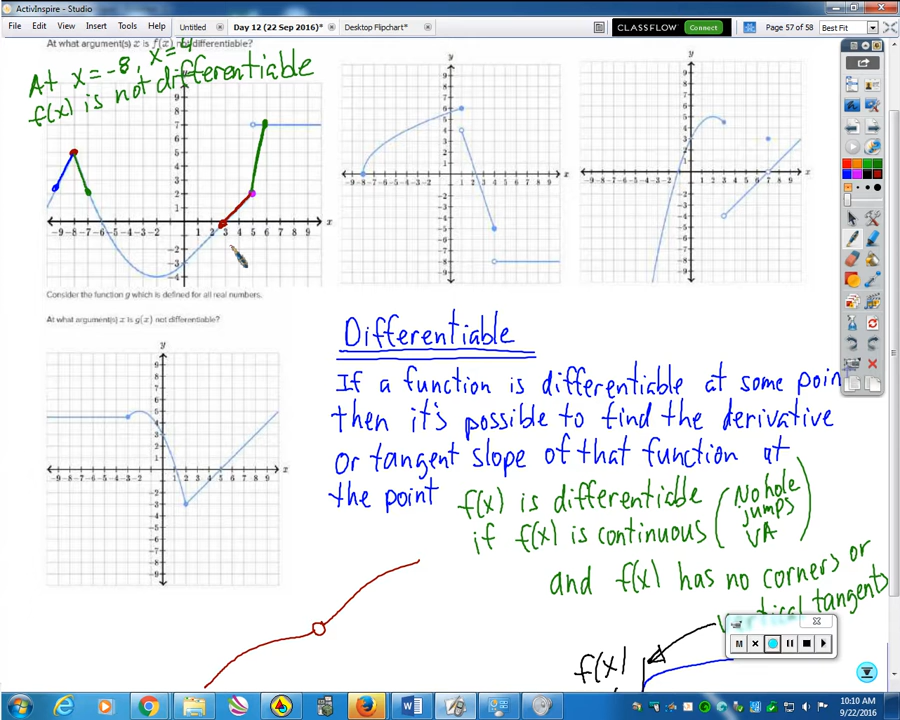 ActivInspire - Studio
File Edit View Insert Tools Help
Untitled Day 12 (22 Sep 2016)* Desktop Flipchart*
CLASSFLOW Page 57 of 58 Best Fit
At what argument(s) x is f(x) not differentiable?
At x = -8, x = 4
f(x) is not differentiable
Consider the function g which is defined for all real numbers.
At what argument(s) x is g(x) not differentiable?
Differentiable
If a function is differentiable at some point
then it's possible to find the derivative
or tangent slope of that function at
the point
f(x) is differentiable
if f(x) is continuous
(No hole
jumps
VA)
and f(x) has no corners or
vertical tangents
f(x)
10:10 AM
9/22/2016